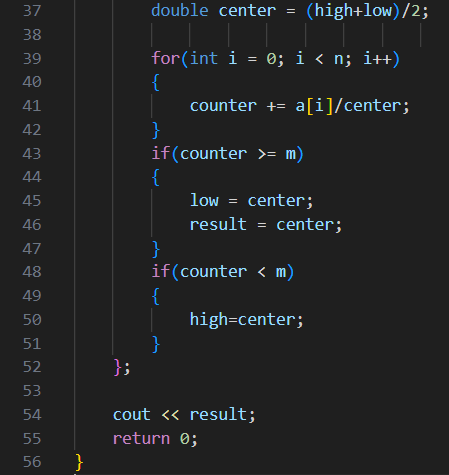 37 double center = (high+low)/2;
38
39 for(int i = 0; i < n; i++)
40 {
41 counter += a[i]/center;
42 }
43 if(counter >= m)
44 {
45 low = center;
46 result = center;
47 }
48 if(counter < m)
49 {
50 high=center;
51 }
52 };
53
54 cout << result;
55 return 0;
56 }